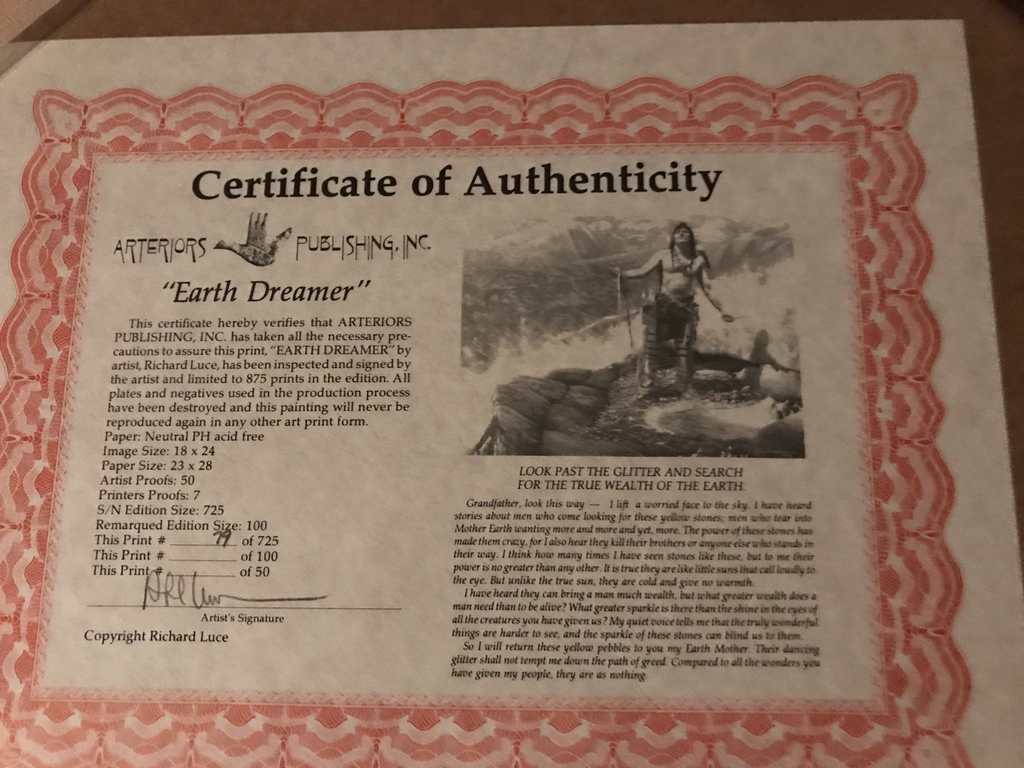 Certificate of Authenticity
ARTERIORS PUBLISHING, INC.
"Earth Dreamer"
This certificate hereby verifies that ARTERIORS
PUBLISHING, INC. has taken all the necessary pre-
cautions to assure this print, "EARTH DREAMER" by
artist, Richard Luce, has been inspected and signed by
the artist and limited to 875 prints in the edition. All
plates and negatives used in the production process
have been destroyed and this painting will never be
reproduced again in any other art print form.
Paper: Neutral PH acid free
Image Size: 18 x 24
Paper Size: 23 x 28
Artist Proofs: 50
Printers Proofs: 7
S/N Edition Size: 725
Remarqued Edition Size: 100
This Print # 79 of 725
This Print # of 100
This Print # of 50
Artist's Signature
Copyright Richard Luce
LOOK PAST THE GLITTER AND SEARCH
FOR THE TRUE WEALTH OF THE EARTH.
Grandfather, look this way — I lift a worried face to the sky. I have heard
stories about men who come looking for these yellow stones; men who tear into
Mother Earth wanting more and more and yet, more. The power of these stones has
made them crazy, for I also hear they kill their brothers or anyone else who stands in
their way. I think how many times I have seen stones like these, but to me their
power is no greater than any other. It is true they are like little suns that call loudly to
the eye. But unlike the true sun, they are cold and give no warmth.
I have heard they can bring a man much wealth, but what greater wealth does a
man need than to be alive? What greater sparkle is there than the shine in the eyes of
all the creatures you have given us? My quiet voice tells me that the truly wonderful
things are harder to see, and the sparkle of these stones can blind us to them.
So I will return these yellow pebbles to you my Earth Mother. Their dancing
glitter shall not tempt me down the path of greed. Compared to all the wonders you
have given my people, they are as nothing.